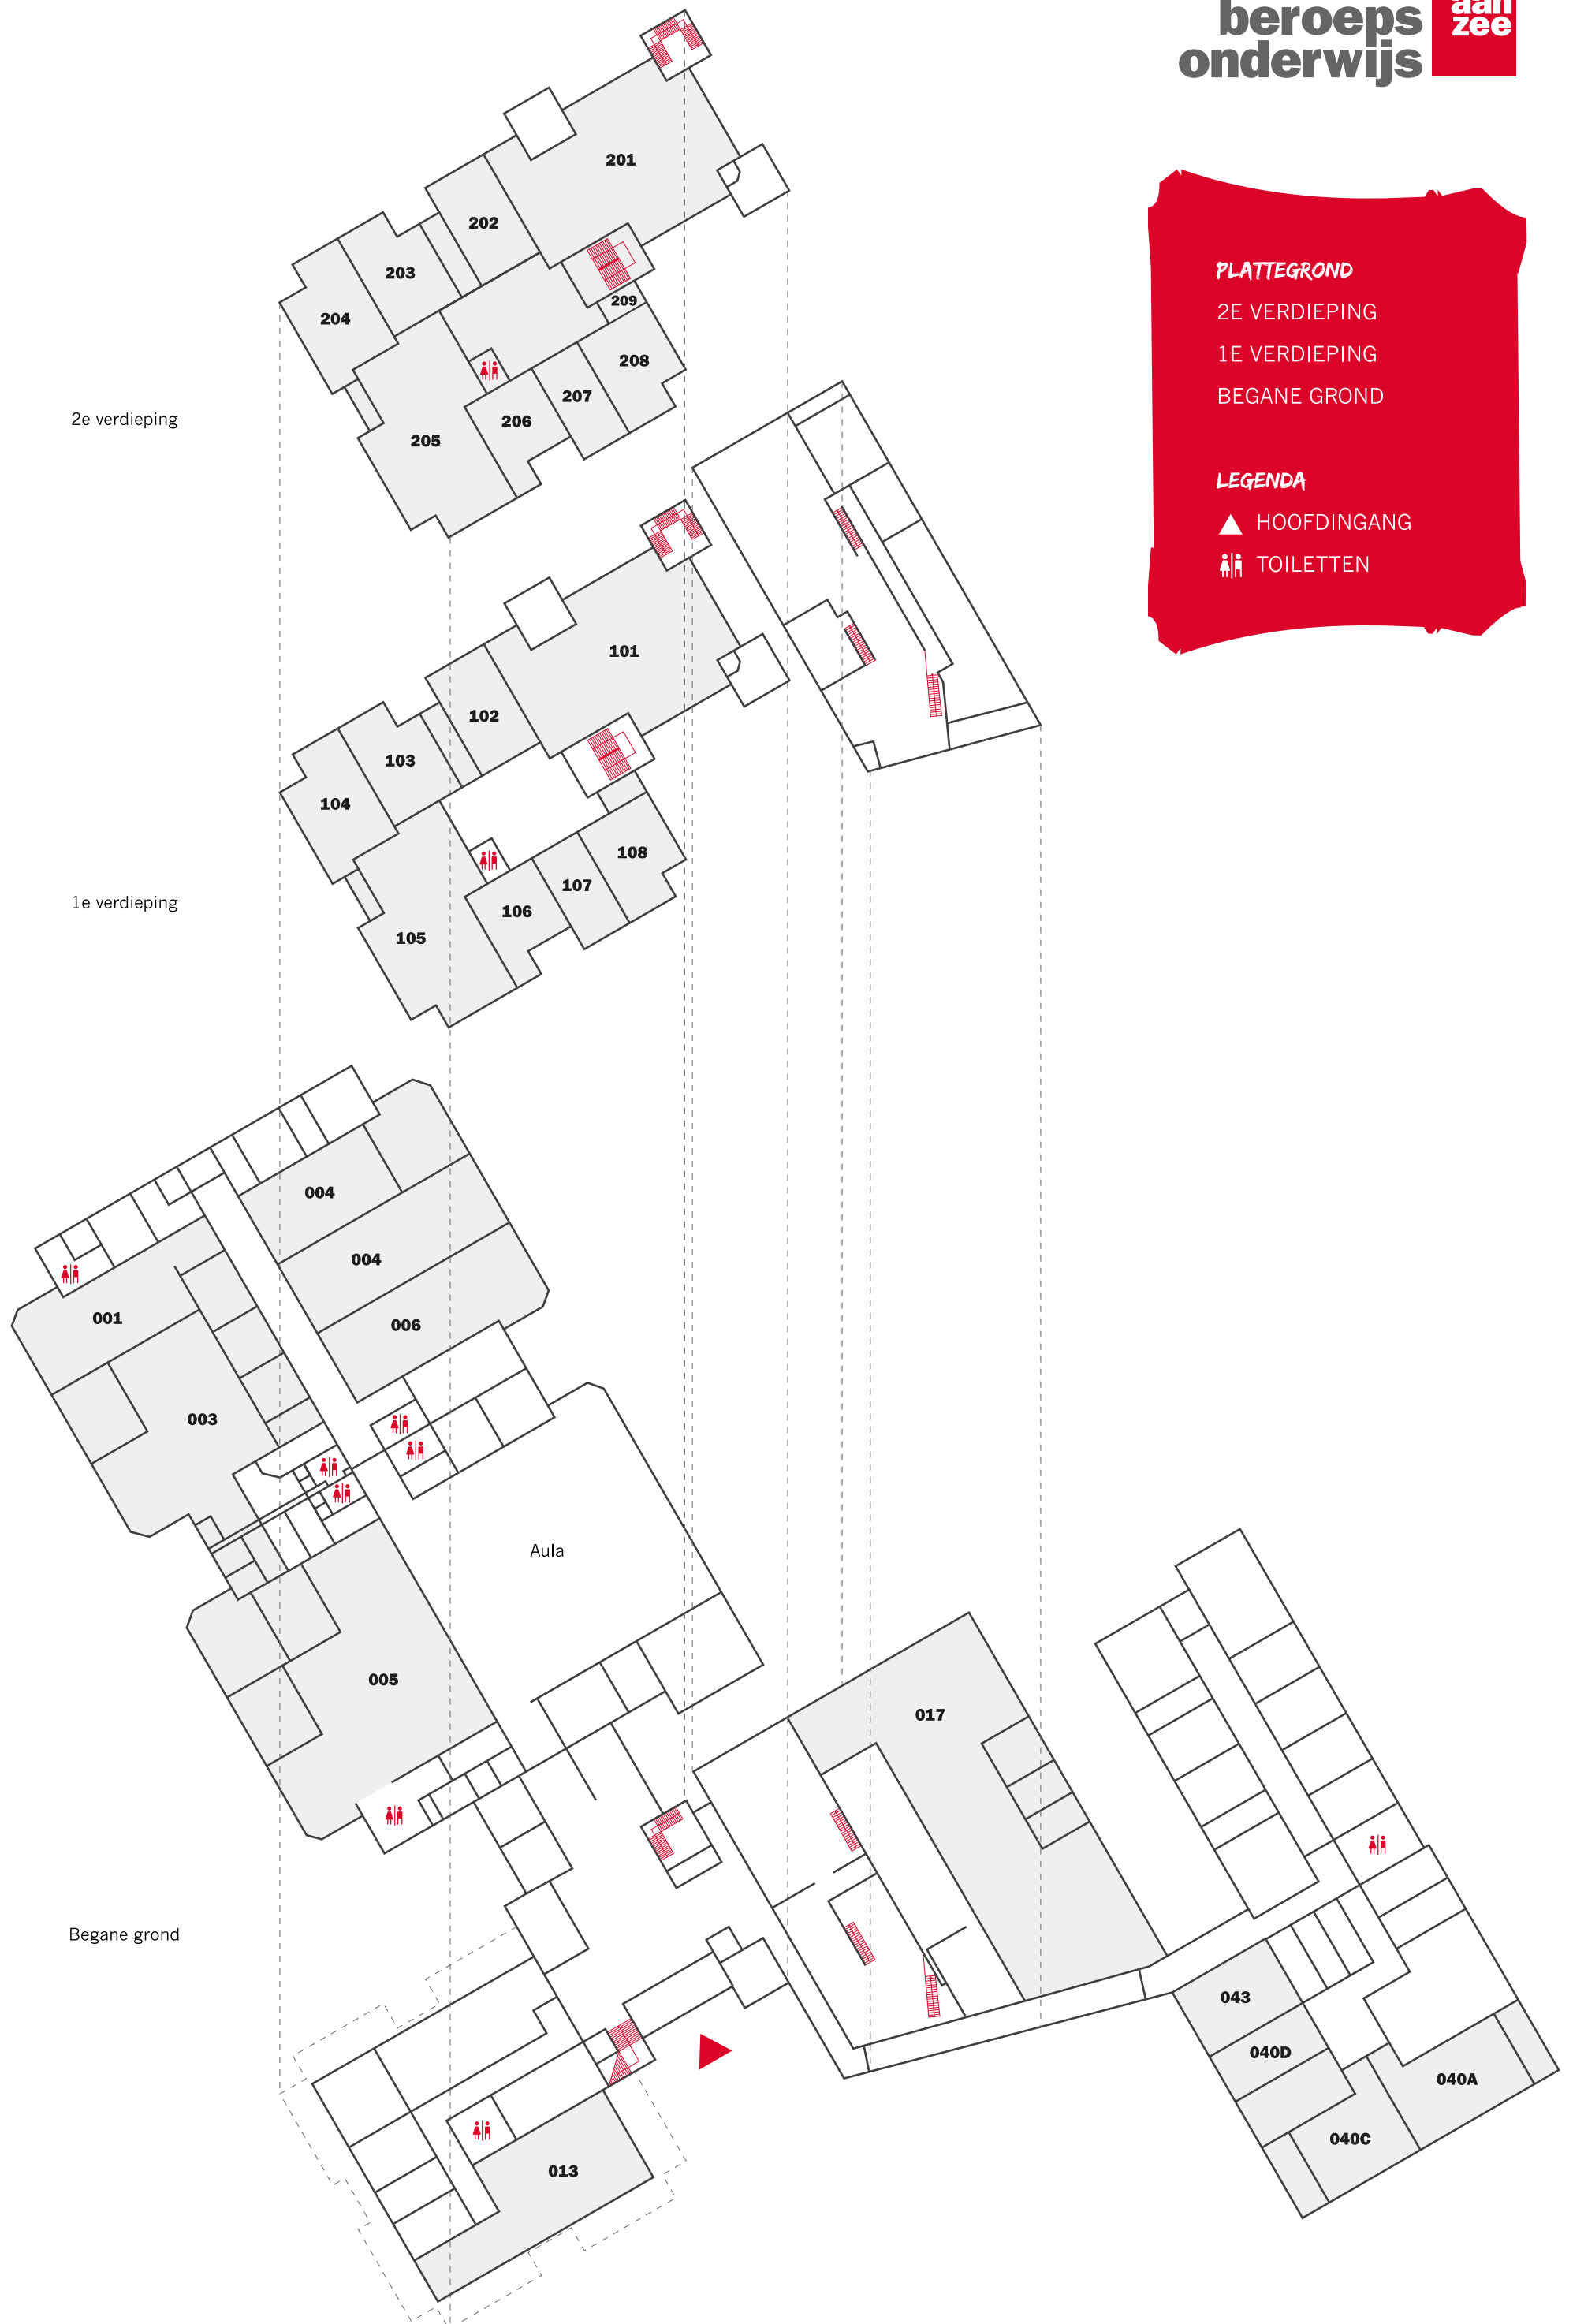 beroeps
onderwijs
aan
zee
PLATTEGROND
2E VERDIEPING
1E VERDIEPING
BEGANE GROND
LEGENDA
HOOFDINGANG
TOILETTEN
201
202
203
204
209
208
207
206
205
2e verdieping
101
102
103
104
108
107
106
105
1e verdieping
004
004
006
001
003
Aula
005
017
Begane grond
043
040D
040A
040C
013